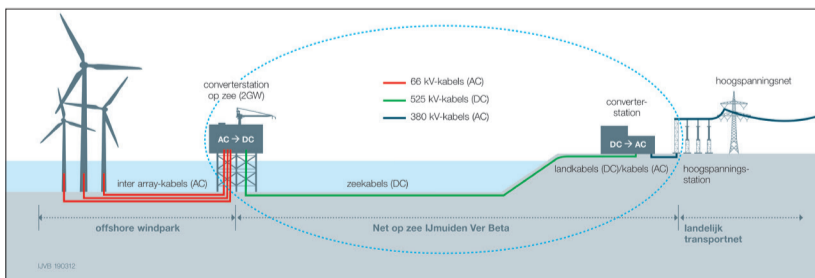 converterstation
op zee (2GW)
66 kV-kabels (AC)
525 kV-kabels (DC)
380 kV-kabels (AC)
hoogspanningsnet
converter-
station
AC → DC
DC → AC
inter array-kabels (AC)
zeekabels (DC)
landkabels (DC)/kabels (AC)
hoogspannings-
station
offshore windpark
Net op zee IJmuiden Ver Beta
landelijk
transportnet
IJVB 190312